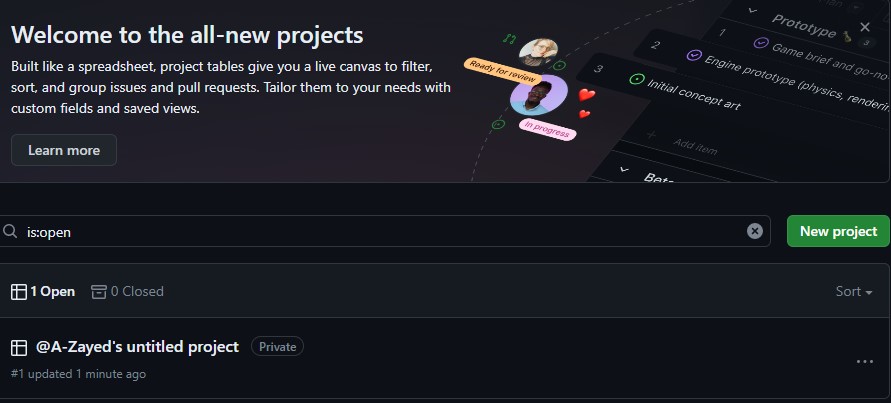 Welcome to the all-new projects
Built like a spreadsheet, project tables give you a live canvas to filter,
sort, and group issues and pull requests. Tailor them to your needs with
custom fields and saved views.
Learn more
Ready for review
In progress
Prototype
3
1
Game brief and go-no-
2
Engine prototype (physics, renderin
3
Initial concept art
Add item
Beta
is:open
New project
1 Open
0 Closed
Sort
@A-Zayed's untitled project
Private
#1 updated 1 minute ago